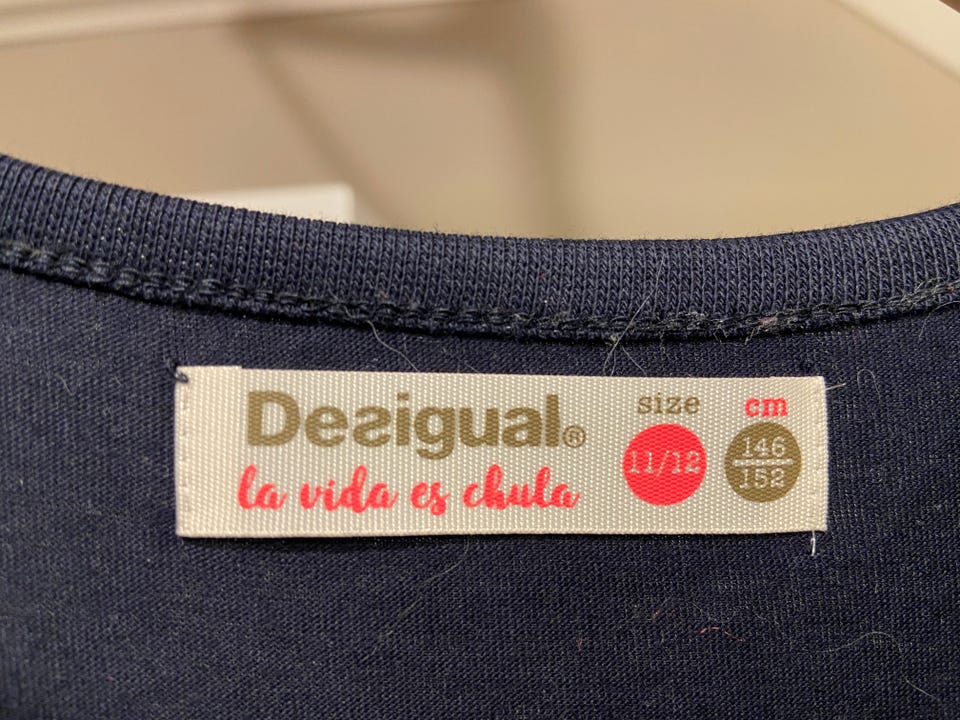 Desigual®
la vida es chula
size
11/12
cm
146
152